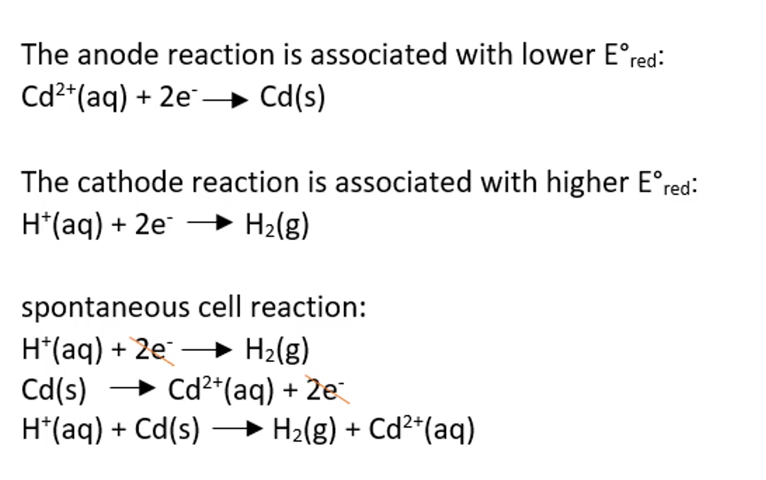 The anode reaction is associated with lower E°red:
Cd²⁺(aq) + 2e⁻ ⟶ Cd(s)
The cathode reaction is associated with higher E°red:
H⁺(aq) + 2e⁻ ⟶ H₂(g)
spontaneous cell reaction:
H⁺(aq) + 2e⁻ ⟶ H₂(g)
Cd(s) ⟶ Cd²⁺(aq) + 2e⁻
H⁺(aq) + Cd(s) ⟶ H₂(g) + Cd²⁺(aq)